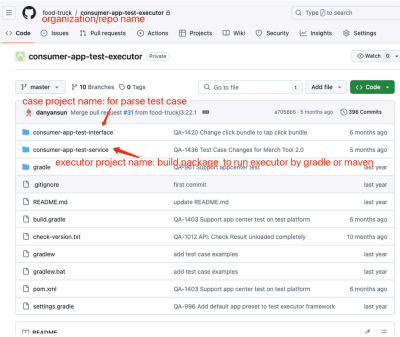 organization/repo name
food-truck / consumer-app-test-executor
Type / to search
Code Issues Pull requests Actions Projects Wiki Security Insights Settings
consumer-app-test-executor Private
Watch 0
master 10 Branches 0 Tags Go to file t Add file Code
case project name: for parse test case
danyansun Merge pull request #31 from food-truck/3.22.1 a7056b5 · 5 months ago 396 Commits
consumer-app-test-interface QA-1420 Change click bundle to tap click bundle 6 months ago
consumer-app-test-service QA-1436 Test Case Changes for Merch Tool 2.0 5 months ago
executor project name: build package to run executor by gradle or maven
gradle QA-961 Support appcenter test last year
.gitignore first commit last year
README.md update README.md last year
build.gradle QA-1403 Support app center test on test platform 6 months ago
check-version.txt QA-1012 API: Check Result unloaded completely 10 months ago
gradlew add test case examples last year
gradlew.bat add test case examples last year
pom.xml QA-1403 Support app center test on test platform 6 months ago
settings.gradle QA-996 Add default app preset to test executor framework last year
README